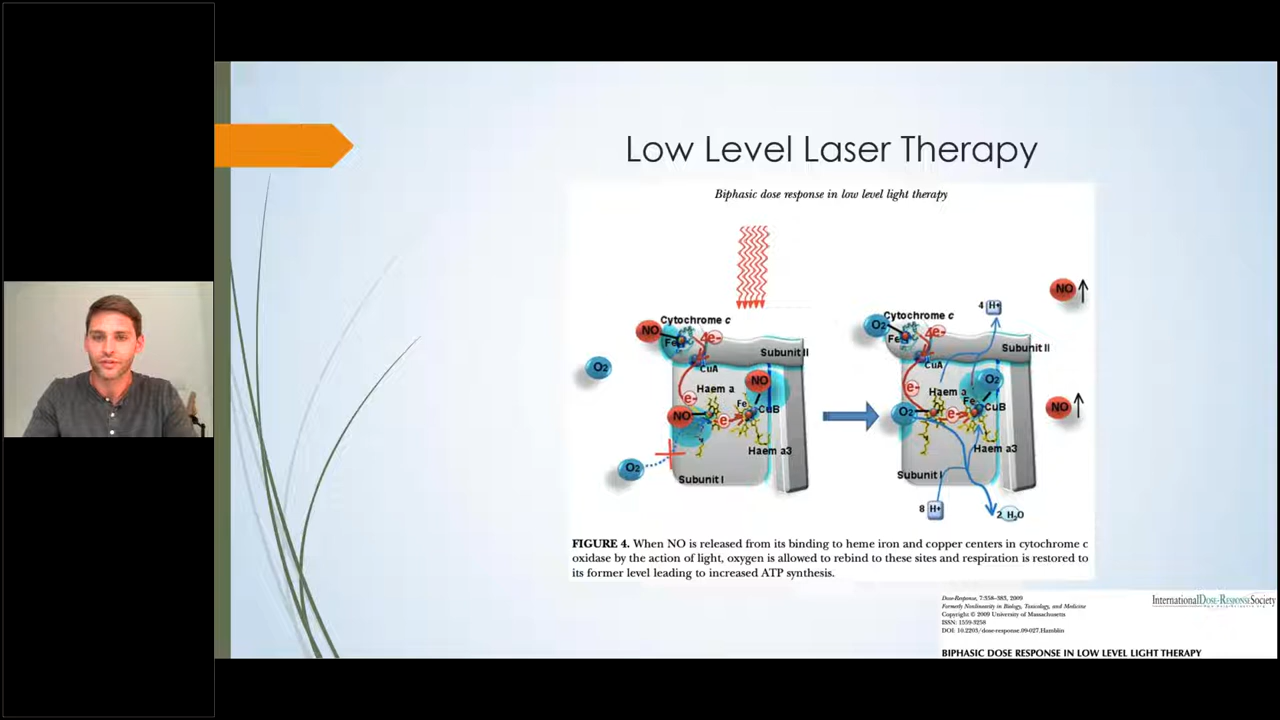 Low Level Laser Therapy
Biphasic dose response in low level light therapy
Cytochrome c
NO
Fe
4e-
Subunit II
CuA
O₂
NO
Haem a
e-
NO
Fe
CuB
e-
Haem a3
O₂
Subunit I
NO
4 H+
Cytochrome c
O₂
e-
Fe
Subunit II
CuA
O₂
e-
Haem a
Fe
CuB
NO
O₂
e-
Haem a3
Subunit I
8 H+
2 H₂O
FIGURE 4. When NO is released from its binding to heme iron and copper centers in cytochrome c
oxidase by the action of light, oxygen is allowed to rebind to these sites and respiration is restored to
its former level leading to increased ATP synthesis.
Dose-Response, 7:358–383, 2009
Formerly Nonlinearity in Biology, Toxicology, and Medicine
Copyright © 2009 University of Massachusetts
ISSN: 1559-3258
DOI: 10.2203/dose-response.09-027.Hamblin
International Dose-Response Society
BIPHASIC DOSE RESPONSE IN LOW LEVEL LIGHT THERAPY